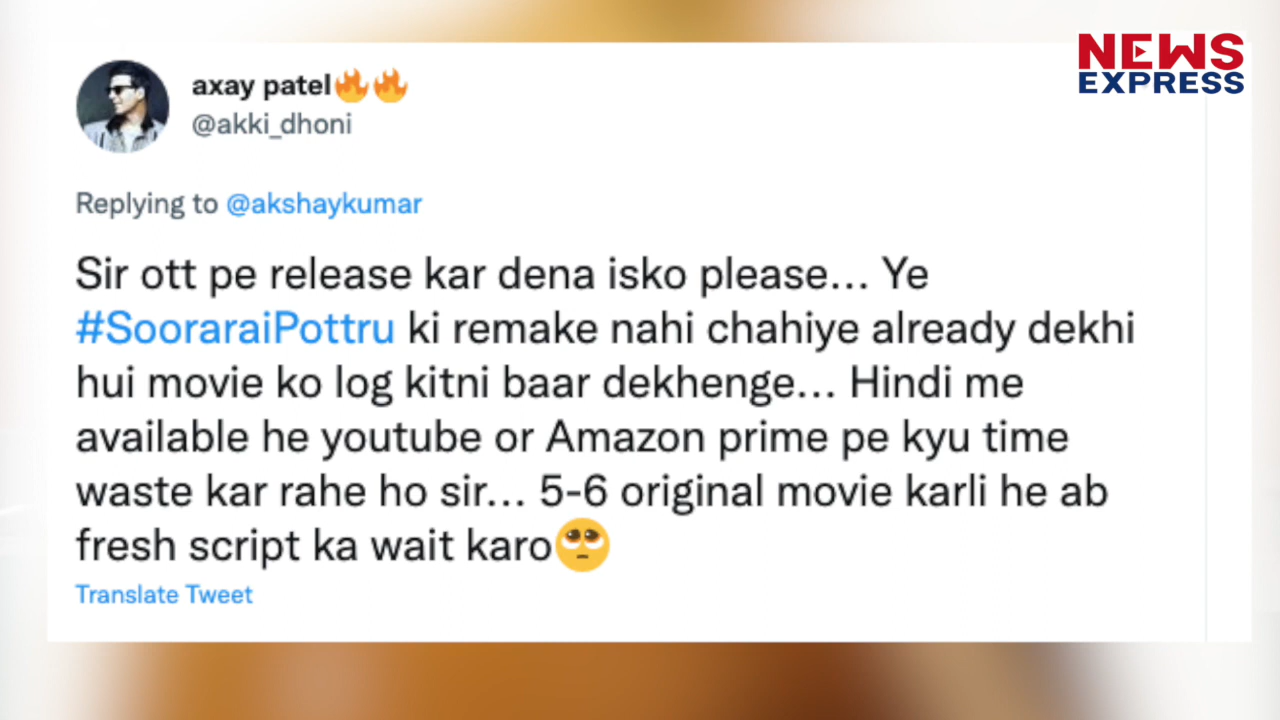 NEWS
EXPRESS
axay patel🔥🔥
@akki_dhoni
Replying to @akshaykumar
Sir ott pe release kar dena isko please... Ye
#SooraraiPottru ki remake nahi chahiye already dekhi
hui movie ko log kitni baar dekhenge... Hindi me
available he youtube or Amazon prime pe kyu time
waste kar rahe ho sir... 5-6 original movie karli he ab
fresh script ka wait karo🥺
Translate Tweet